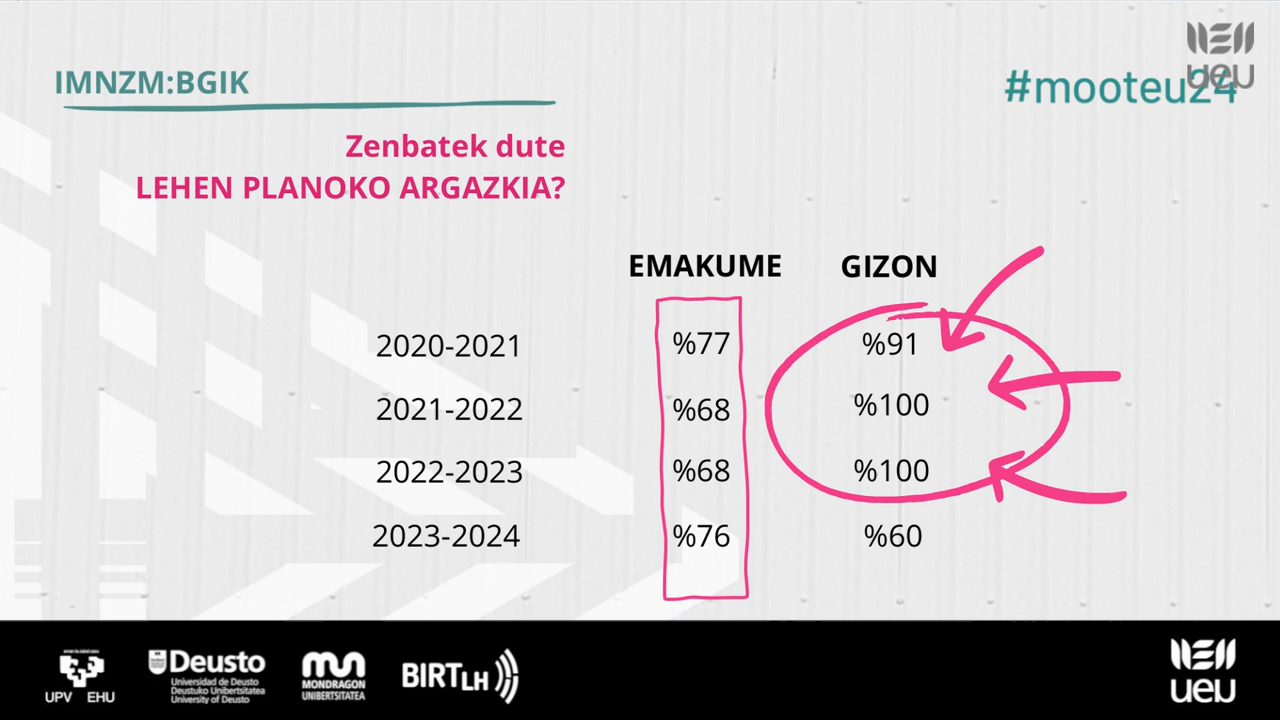 IMNZM:BGIK
#mooteu24
ueu
Zenbatek dute
LEHEN PLANOKO ARGAZKIA?
EMAKUME GIZON
2020-2021 %77 %91
2021-2022 %68 %100
2022-2023 %68 %100
2023-2024 %76 %60
UPV EHU
Deusto
Universidad de Deusto
Deustuko Unibertsitatea
University of Deusto
MONDRAGON
UNIBERTSITATEA
BIRTLH
ueu